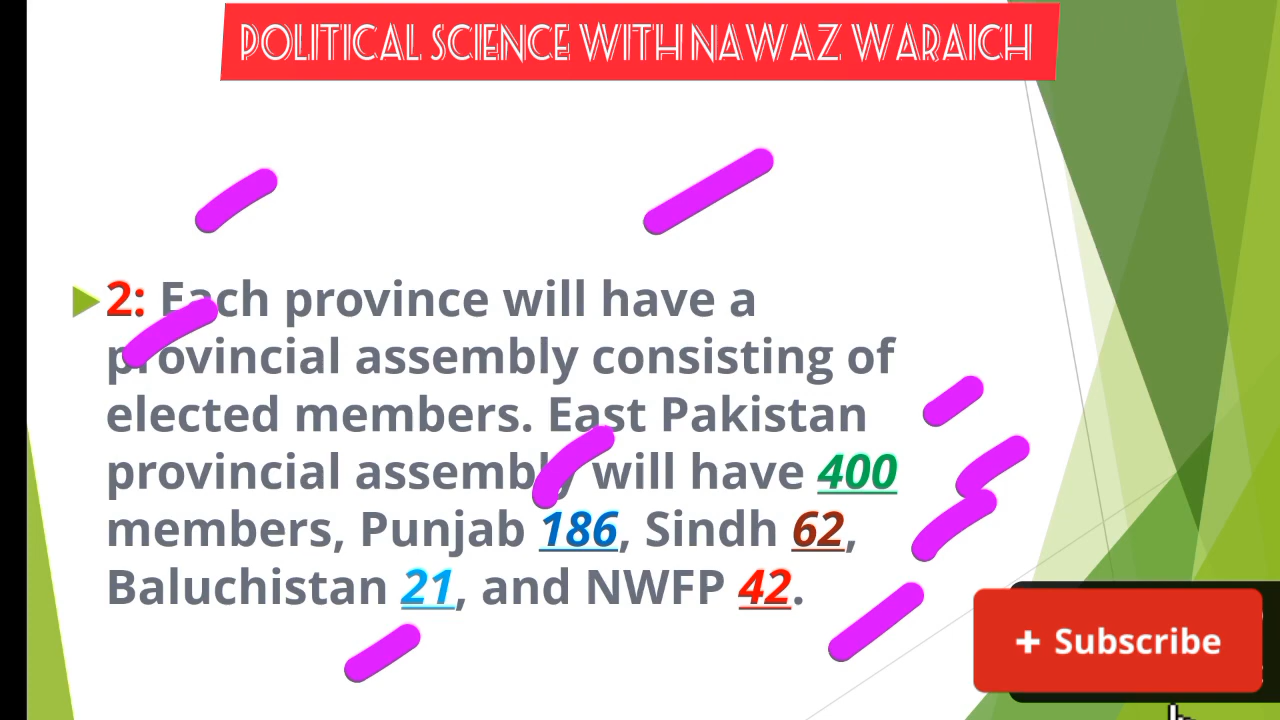 POLITICAL SCIENCE WITH NAWAZ WARAICH
2: Each province will have a
provincial assembly consisting of
elected members. East Pakistan
provincial assembly will have 400
members, Punjab 186, Sindh 62,
Baluchistan 21, and NWFP 42.
+ Subscribe